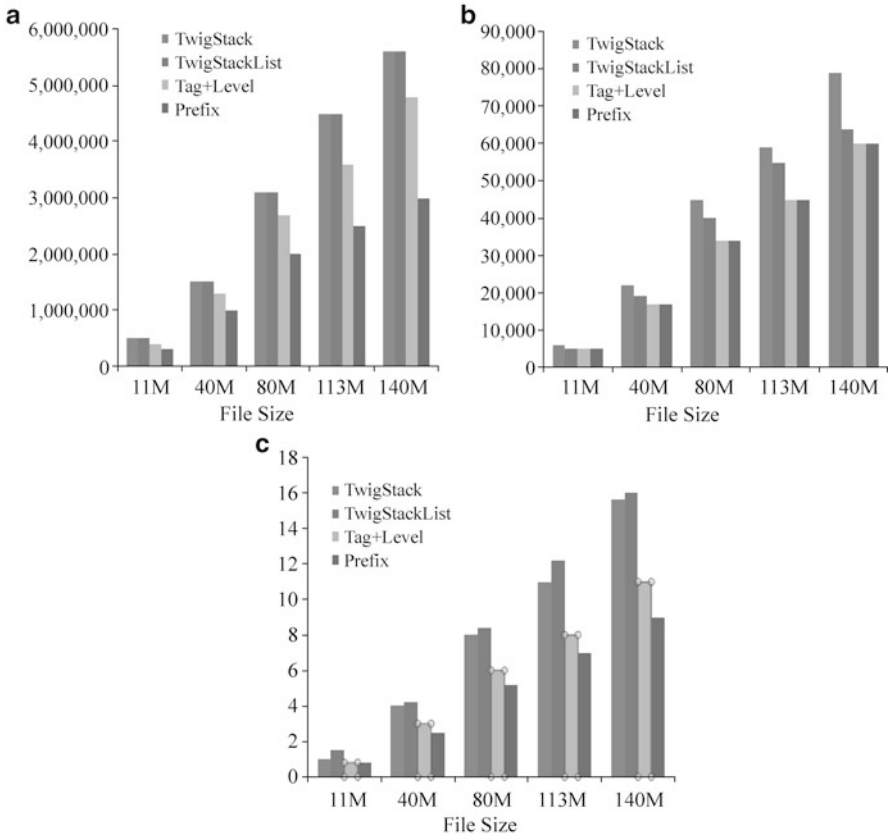 a
6,000,000
5,000,000
4,000,000
3,000,000
2,000,000
1,000,000
0
TwigStack
TwigStackList
Tag+Level
Prefix
11M 40M 80M 113M 140M
File Size
b
90,000
80,000
70,000
60,000
50,000
40,000
30,000
20,000
10,000
0
TwigStack
TwigStackList
Tag+Level
Prefix
11M 40M 80M 113M 140M
File Size
c
18
16
14
12
10
8
6
4
2
0
TwigStack
TwigStackList
Tag+Level
Prefix
11M 40M 80M 113M 140M
File Size